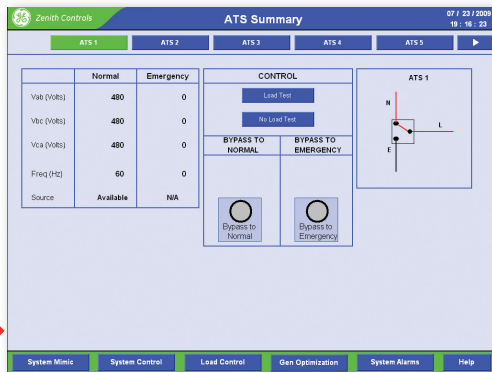 Zenith Controls
ATS Summary
07 / 23 / 2009
19 : 16 : 23
ATS 1 ATS 2 ATS 3 ATS 4 ATS 5
Normal Emergency
Vab (Volts) 480 0
Vbc (Volts) 480 0
Vca (Volts) 480 0
Freq (Hz) 60 0
Source Available N/A
CONTROL
Load Test
No Load Test
BYPASS TO NORMAL
BYPASS TO EMERGENCY
Bypass to Normal
Bypass to Emergency
ATS 1
N
L
E
System Mimic System Control Load Control Gen Optimization System Alarms Help